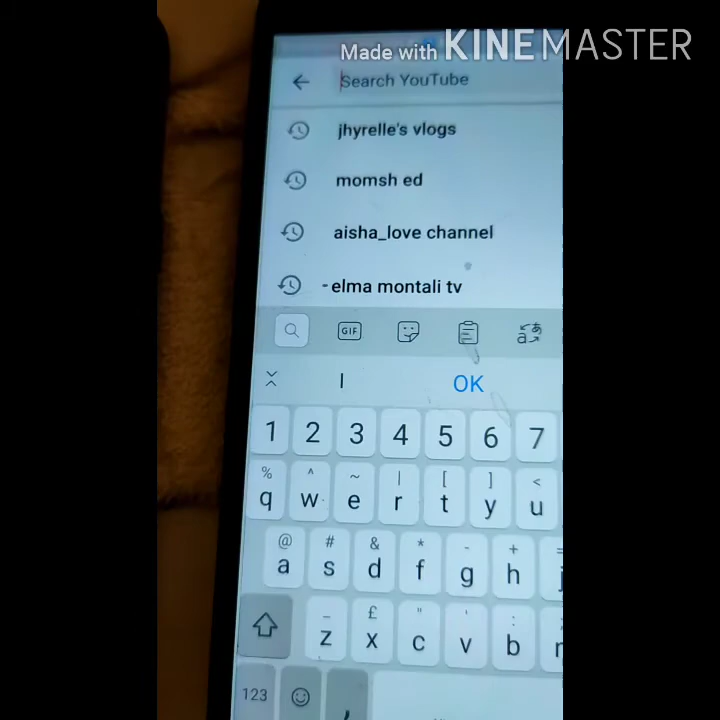 Made with KINEMASTER
Search YouTube
jhyrelle's vlogs
momsh ed
aisha_love channel
-elma montali tv
GIF
I OK
1 2 3 4 5 6 7
% ^ ~ | [ ] <
q w e r t y u
@ # & * - + =
a s d f g h j
_ £ " ' : ;
z x c v b
123 ,